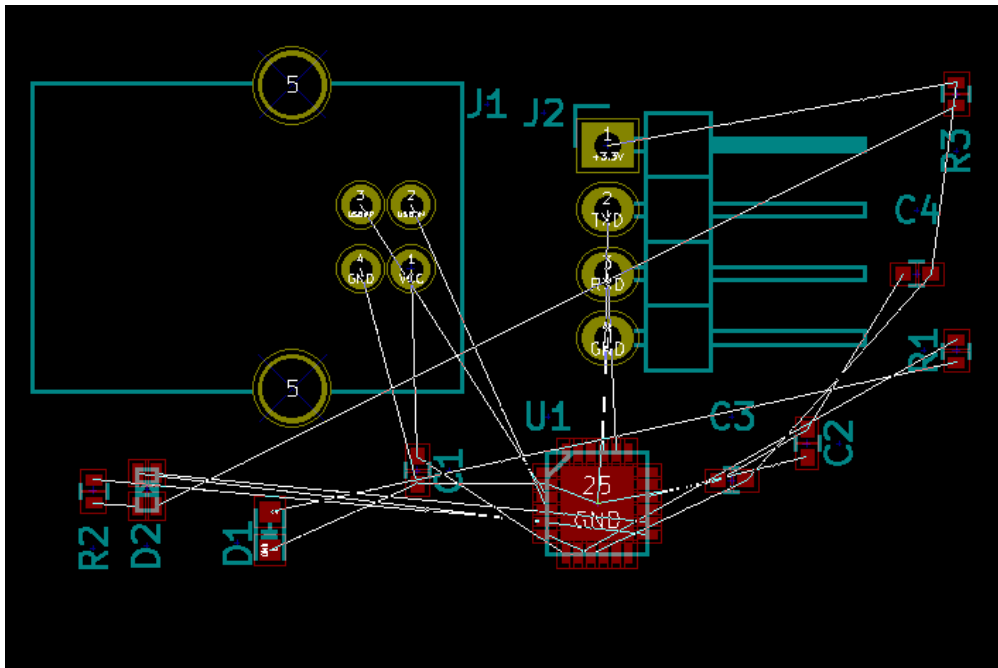 5
J1
J2
1
+3.3V
R3
3
2
2
TXD
C4
4
GND
1
VCC
3
RXD
GND
5
R1
U1
C3
C2
C1
25
GND
R2
D2
D1